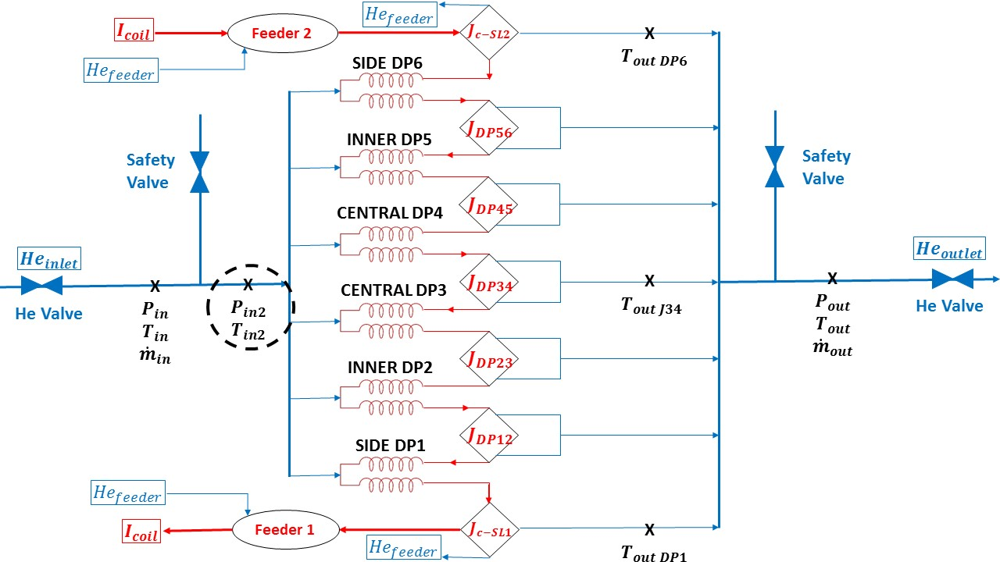 I_coil
Feeder 2
He_feeder
J_c−SL2
He_feeder
T_out DP6
SIDE DP6
J_DP56
INNER DP5
Safety
Valve
Safety
Valve
J_DP45
CENTRAL DP4
He_inlet
He Valve
P_in
T_in
ṁ_in
P_in2
T_in2
J_DP34
T_out J34
He_outlet
He Valve
P_out
T_out
ṁ_out
CENTRAL DP3
J_DP23
INNER DP2
J_DP12
SIDE DP1
He_feeder
I_coil
Feeder 1
J_c−SL1
He_feeder
T_out DP1